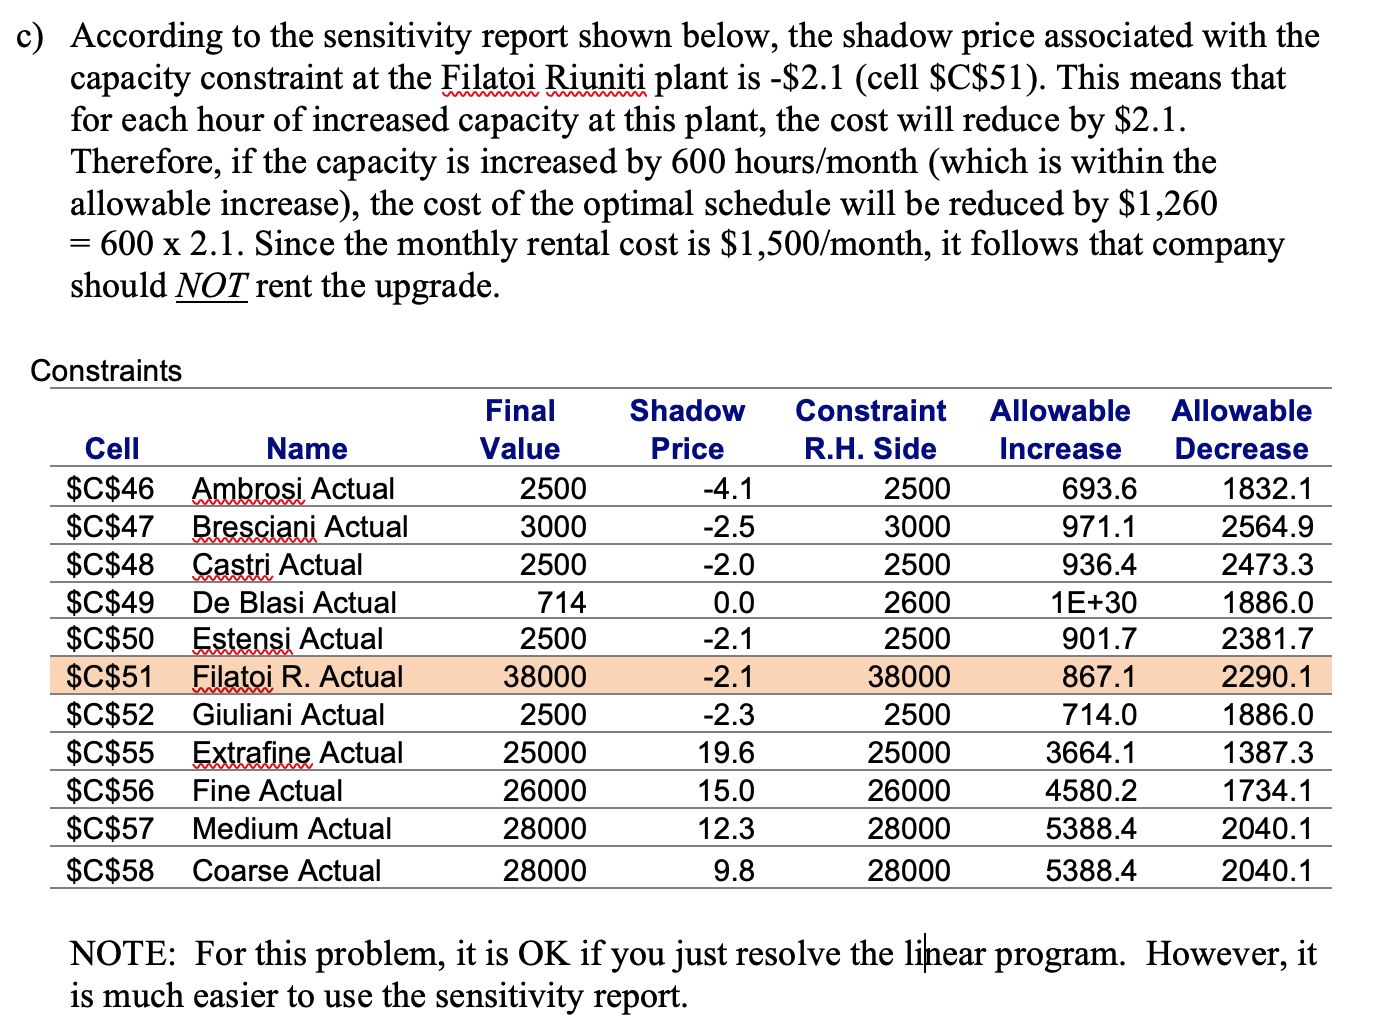 c) According to the sensitivity report shown below, the shadow price associated with the
capacity constraint at the Filatoi Riuniti plant is -$2.1 (cell $C$51). This means that
for each hour of increased capacity at this plant, the cost will reduce by $2.1.
Therefore, if the capacity is increased by 600 hours/month (which is within the
allowable increase), the cost of the optimal schedule will be reduced by $1,260
= 600 x 2.1. Since the monthly rental cost is $1,500/month, it follows that company
should NOT rent the upgrade.
Constraints
Final Shadow Constraint Allowable Allowable
Cell Name Value Price R.H. Side Increase Decrease
$C$46 Ambrosi Actual 2500 -4.1 2500 693.6 1832.1
$C$47 Bresciani Actual 3000 -2.5 3000 971.1 2564.9
$C$48 Castri Actual 2500 -2.0 2500 936.4 2473.3
$C$49 De Blasi Actual 714 0.0 2600 1E+30 1886.0
$C$50 Estensi Actual 2500 -2.1 2500 901.7 2381.7
$C$51 Filatoi R. Actual 38000 -2.1 38000 867.1 2290.1
$C$52 Giuliani Actual 2500 -2.3 2500 714.0 1886.0
$C$55 Extrafine Actual 25000 19.6 25000 3664.1 1387.3
$C$56 Fine Actual 26000 15.0 26000 4580.2 1734.1
$C$57 Medium Actual 28000 12.3 28000 5388.4 2040.1
$C$58 Coarse Actual 28000 9.8 28000 5388.4 2040.1
NOTE: For this problem, it is OK if you just resolve the linear program. However, it
is much easier to use the sensitivity report.